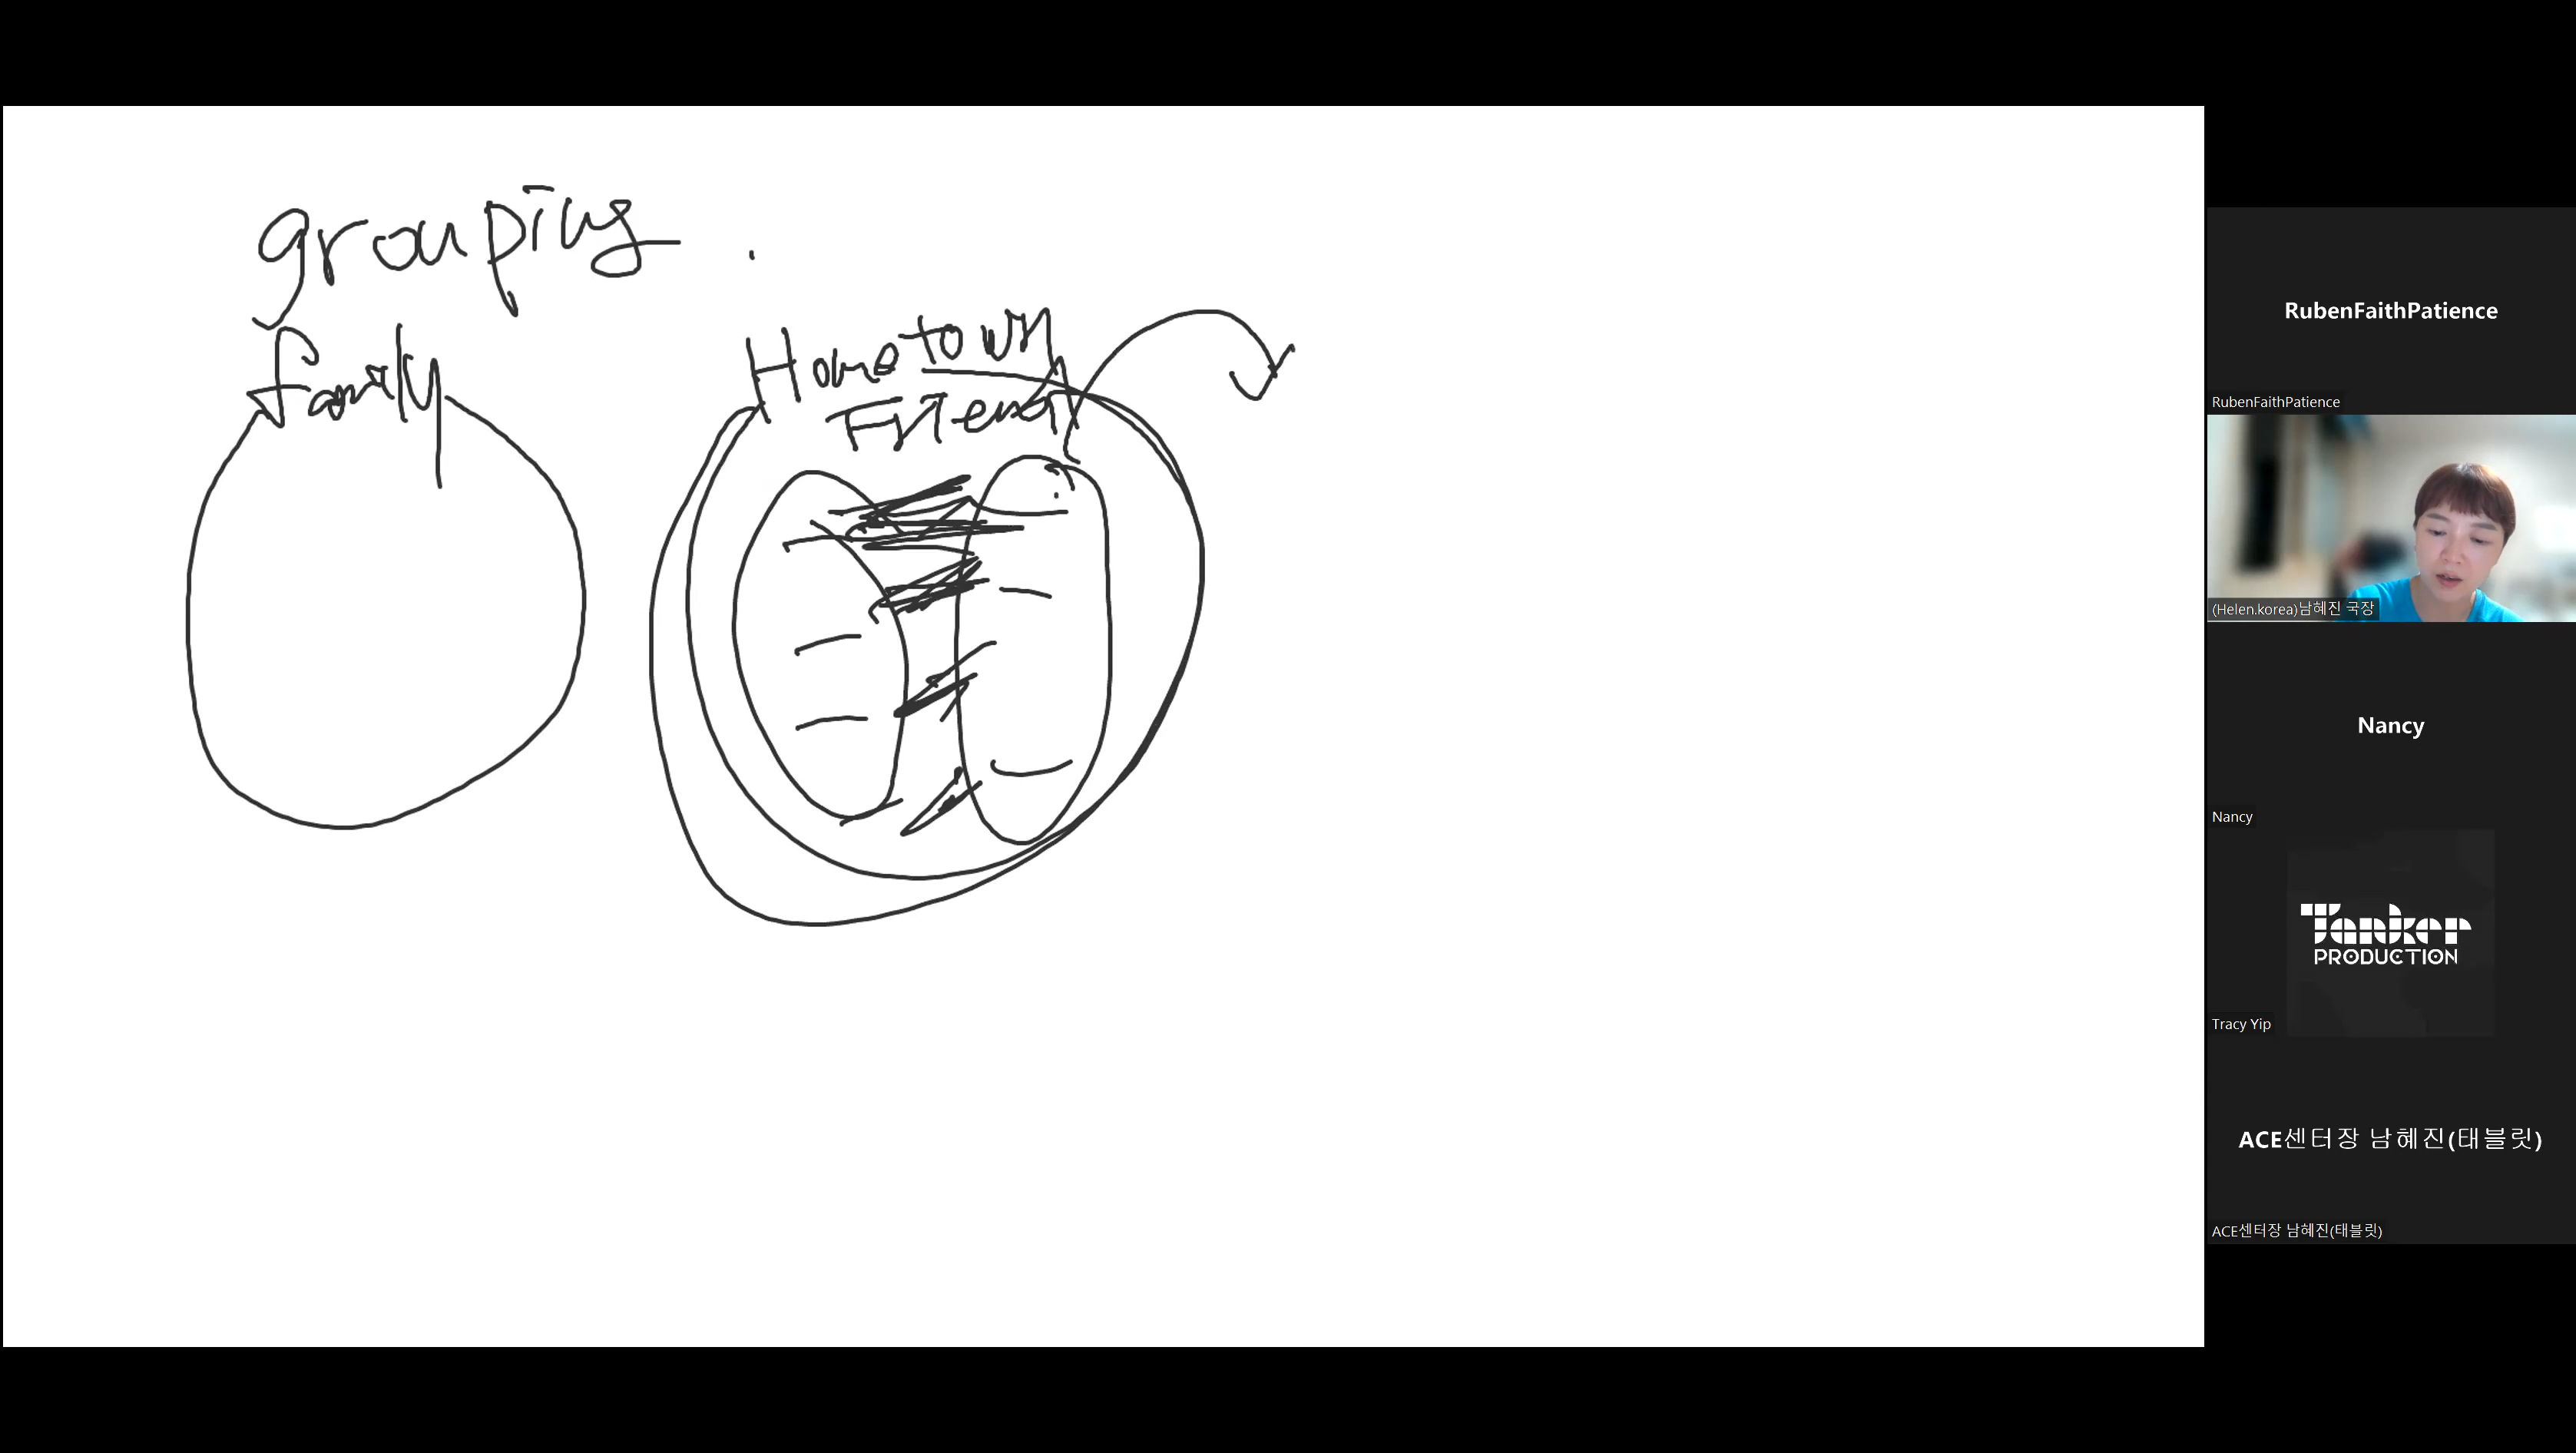 grouping
family
Hometown
Friend
RubenFaithPatience
RubenFaithPatience
(Helen.korea)남혜진 국장
Nancy
Nancy
Tanker
PRODUCTION
Tracy Yip
ACE센터장 남혜진(태블릿)
ACE센터장 남혜진(태블릿)